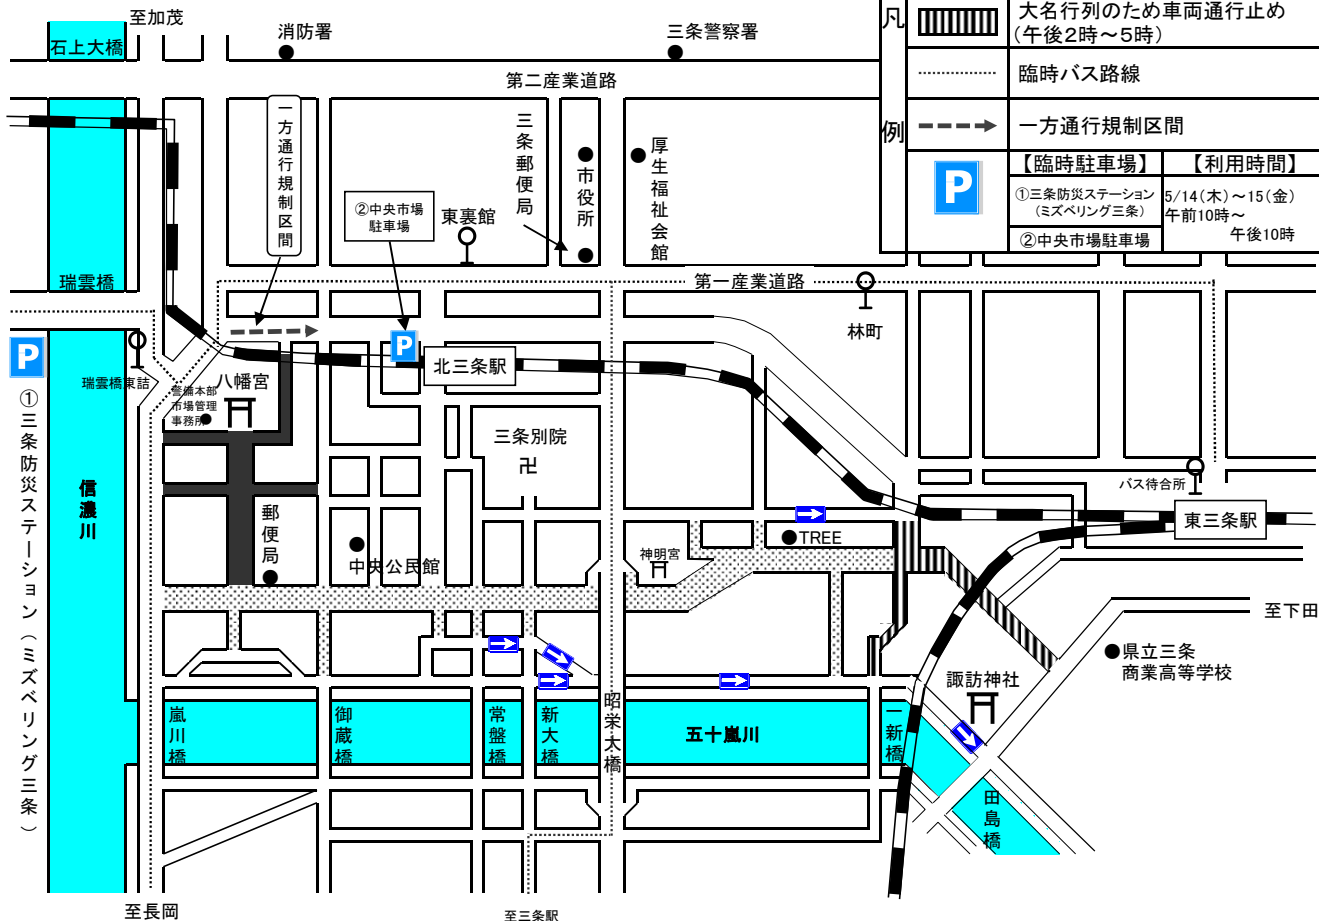 至加茂
石上大橋
消防署
三条警察署
第二産業道路
凡例
大名行列のため車両通行止め
(午後2時～5時)
臨時バス路線
一方通行規制区間
P
【臨時駐車場】
【利用時間】
①三条防災ステーション
(ミズベリング三条)
②中央市場駐車場
5/14(木)～15(金)
午前10時～
午後10時
一方通行規制区間
三条郵便局
市役所
厚生福祉会館
②中央市場
駐車場
東裏館
瑞雲橋
第一産業道路
林町
P
P
北三条駅
瑞雲橋東詰
八幡宮
警備本部
市場管理
事務所
①三条防災ステーション(ミズベリング三条)
信濃川
三条別院
卍
バス待合所
東三条駅
郵便局
中央公民館
神明宮
TREE
至下田
県立三条
商業高等学校
諏訪神社
嵐川橋
御蔵橋
常盤橋
新大橋
昭栄大橋
五十嵐川
一新橋
田島橋
至長岡
至三条駅